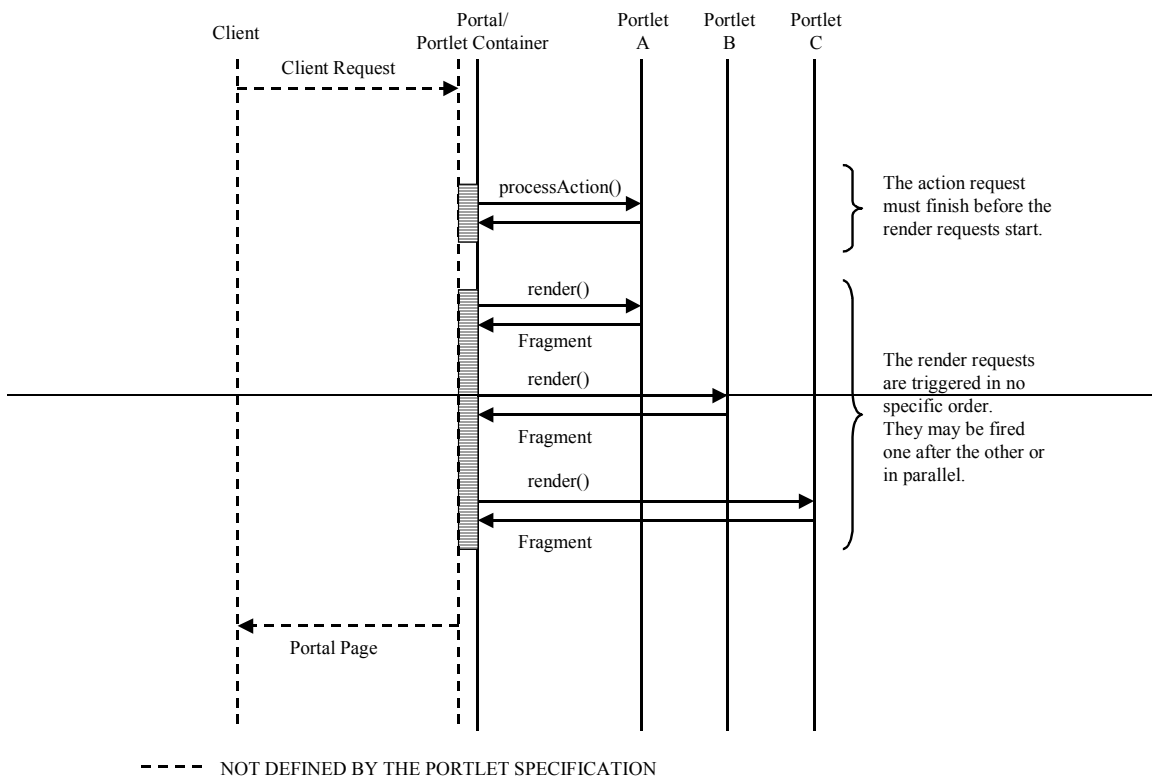 Client
Portal/
Portlet Container
Portlet
A
Portlet
B
Portlet
C
Client Request
processAction()
The action request
must finish before the
render requests start.
render()
Fragment
render()
Fragment
render()
Fragment
The render requests
are triggered in no
specific order.
They may be fired
one after the other or
in parallel.
Portal Page
NOT DEFINED BY THE PORTLET SPECIFICATION